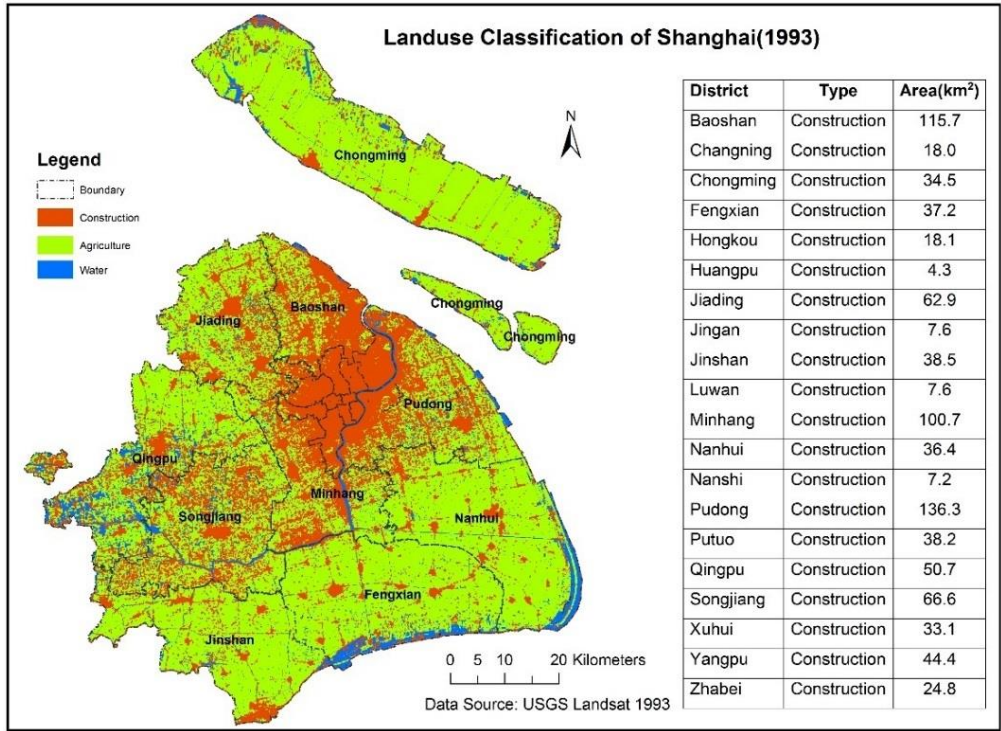 Landuse Classification of Shanghai(1993)
N
Legend
Boundary
Construction
Agriculture
Water
Chongming
Chongming
Chongming
Baoshan
Jiading
Pudong
Qingpu
Minhang
Songjiang
Nanhui
Fengxian
Jinshan
0 5 10 20 Kilometers
Data Source: USGS Landsat 1993
District Type Area(km²)
Baoshan Construction 115.7
Changning Construction 18.0
Chongming Construction 34.5
Fengxian Construction 37.2
Hongkou Construction 18.1
Huangpu Construction 4.3
Jiading Construction 62.9
Jingan Construction 7.6
Jinshan Construction 38.5
Luwan Construction 7.6
Minhang Construction 100.7
Nanhui Construction 36.4
Nanshi Construction 7.2
Pudong Construction 136.3
Putuo Construction 38.2
Qingpu Construction 50.7
Songjiang Construction 66.6
Xuhui Construction 33.1
Yangpu Construction 44.4
Zhabei Construction 24.8